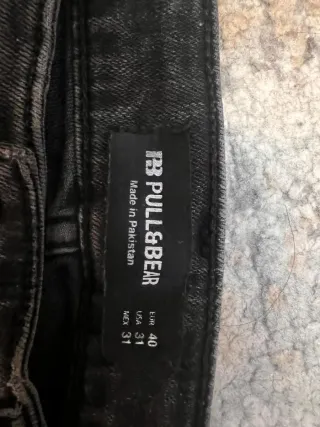 PULL&BEAR
Made in Pakistan
EUR 40
USA 31
MEX 31